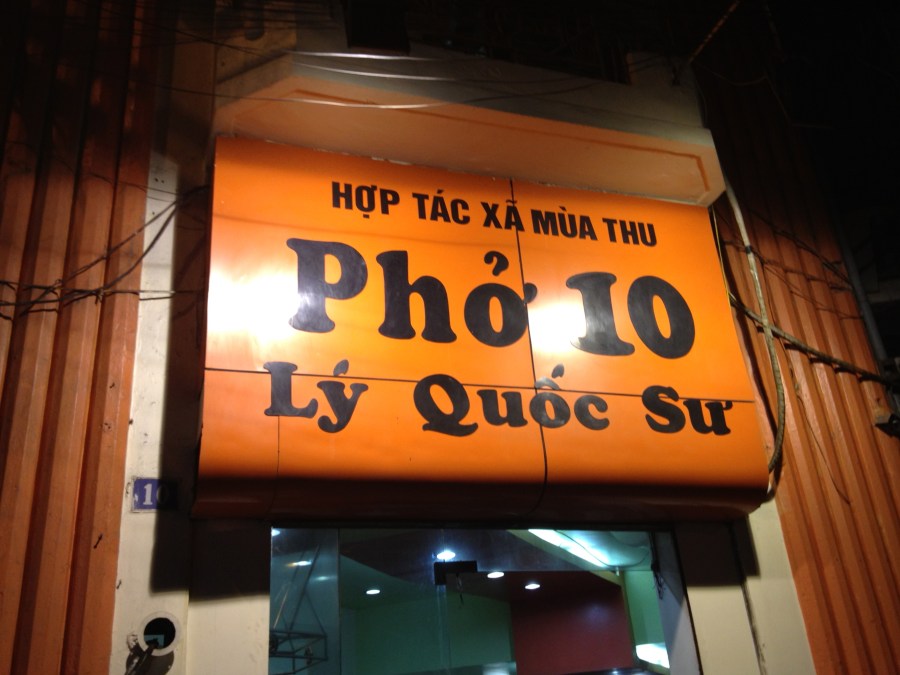 HỢP TÁC XÃ MÙA THU
Phở 10
Lý Quốc Sư
10